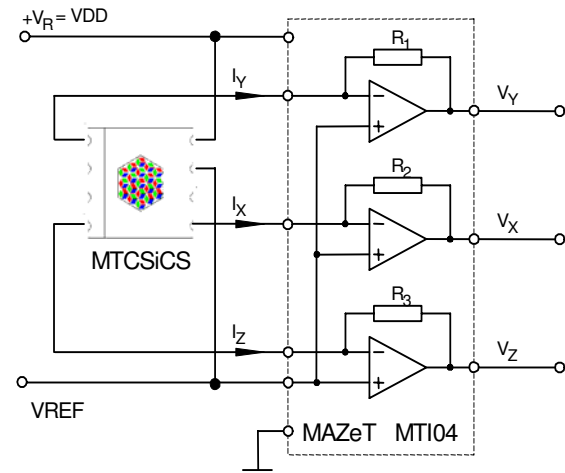 +VR = VDD
R1
IY
VY
R2
IX
VX
MTCSiCS
R3
IZ
VZ
VREF
MAZeT MTI04